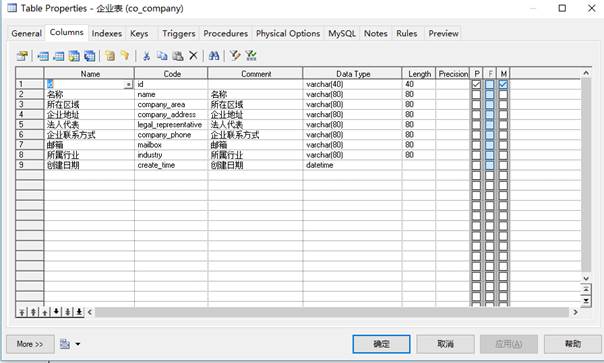 Table Properties - 企业表 (co_company)
General Columns Indexes Keys Triggers Procedures Physical Options MySQL Notes Rules Preview
Name Code Comment Data Type Length Precision P F M
1 id id varchar(40) 40
2 名称 name 名称 varchar(80) 80
3 所在区域 company_area 所在区域 varchar(80) 80
4 企业地址 company_address 企业地址 varchar(80) 80
5 法人代表 legal_representative 法人代表 varchar(80) 80
6 企业联系方式 company_phone 企业联系方式 varchar(80) 80
7 邮箱 mailbox 邮箱 varchar(80) 80
8 所属行业 industry 所属行业 varchar(80) 80
9 创建日期 create_time 创建日期 datetime
More >> 确定 取消 应用(A) 帮助